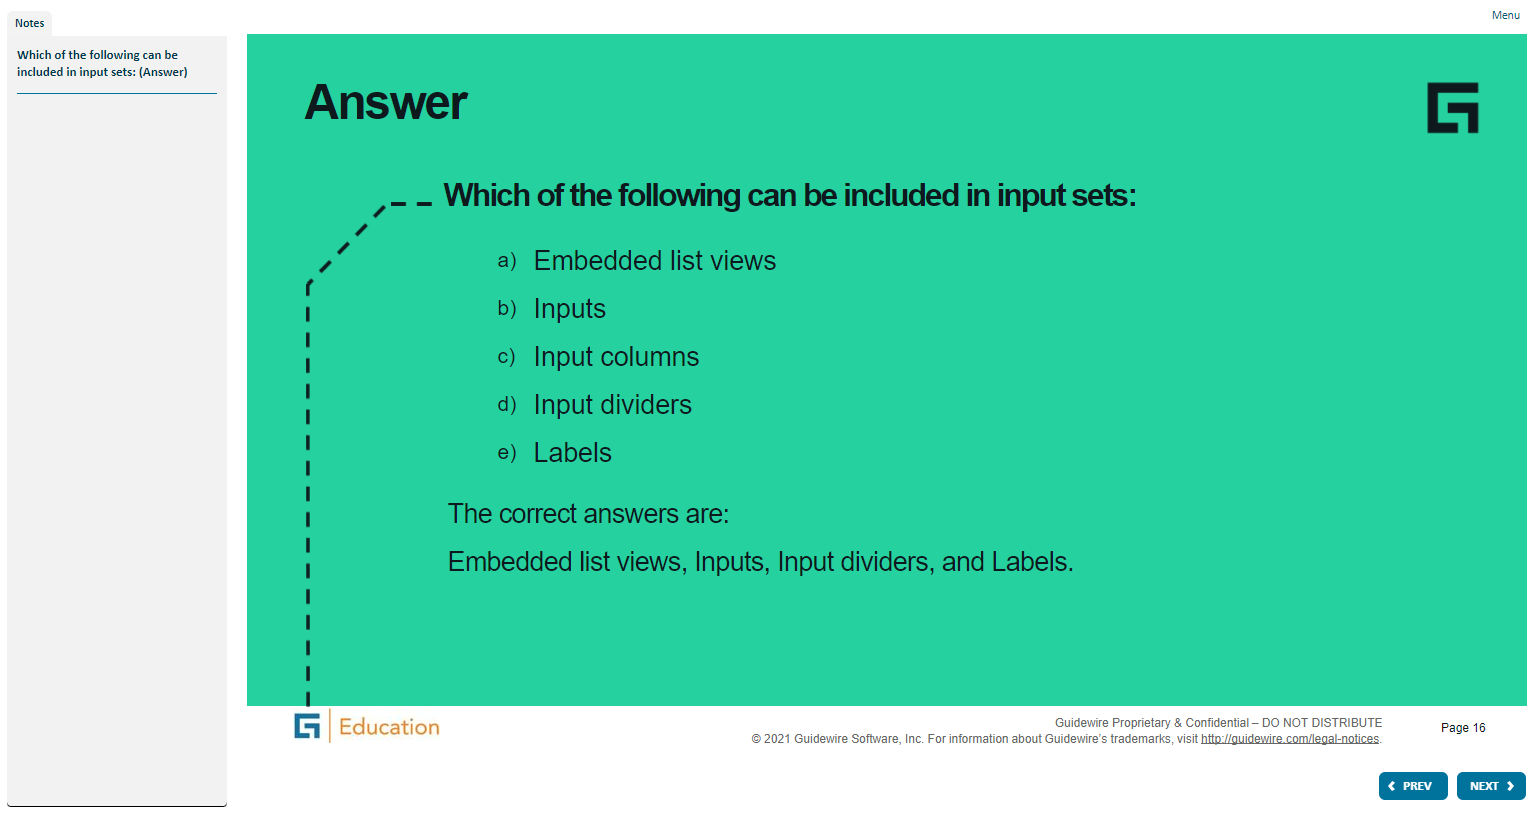 Notes
Menu
Which of the following can be
included in input sets: (Answer)
Answer
Which of the following can be included in input sets:
a) Embedded list views
b) Inputs
c) Input columns
d) Input dividers
e) Labels
The correct answers are:
Embedded list views, Inputs, Input dividers, and Labels.
Education
Guidewire Proprietary & Confidential – DO NOT DISTRIBUTE
© 2021 Guidewire Software, Inc. For information about Guidewire's trademarks, visit http://guidewire.com/legal-notices.
Page 16
PREV
NEXT